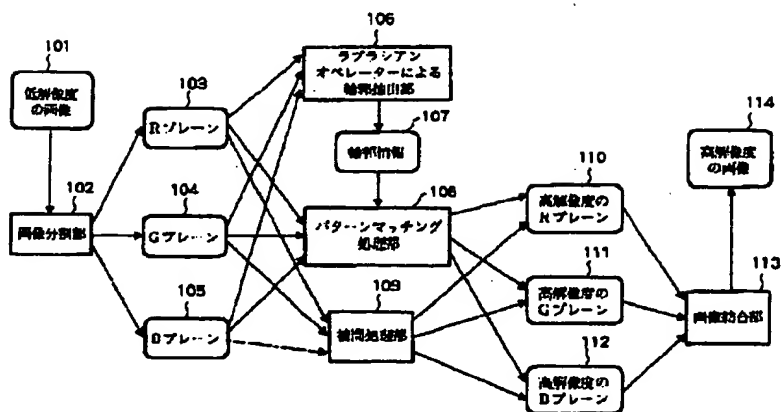 101
低解像度
の画像
102
画像分割部
103
Rプレーン
104
Gプレーン
105
Bプレーン
106
ラプラシアン
オペレーターによる
輪郭抽出部
107
輪郭情報
108
パターンマッチング
処理部
109
補間処理部
110
高解像度の
Rプレーン
111
高解像度の
Gプレーン
112
高解像度の
Bプレーン
113
画像結合部
114
高解像度
の画像